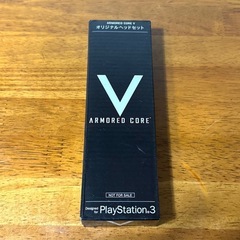 ARMORED CORE V
オリジナルヘッドセット
V
ARMORED CORE™
NOT FOR SALE
Designed for PlayStation®3